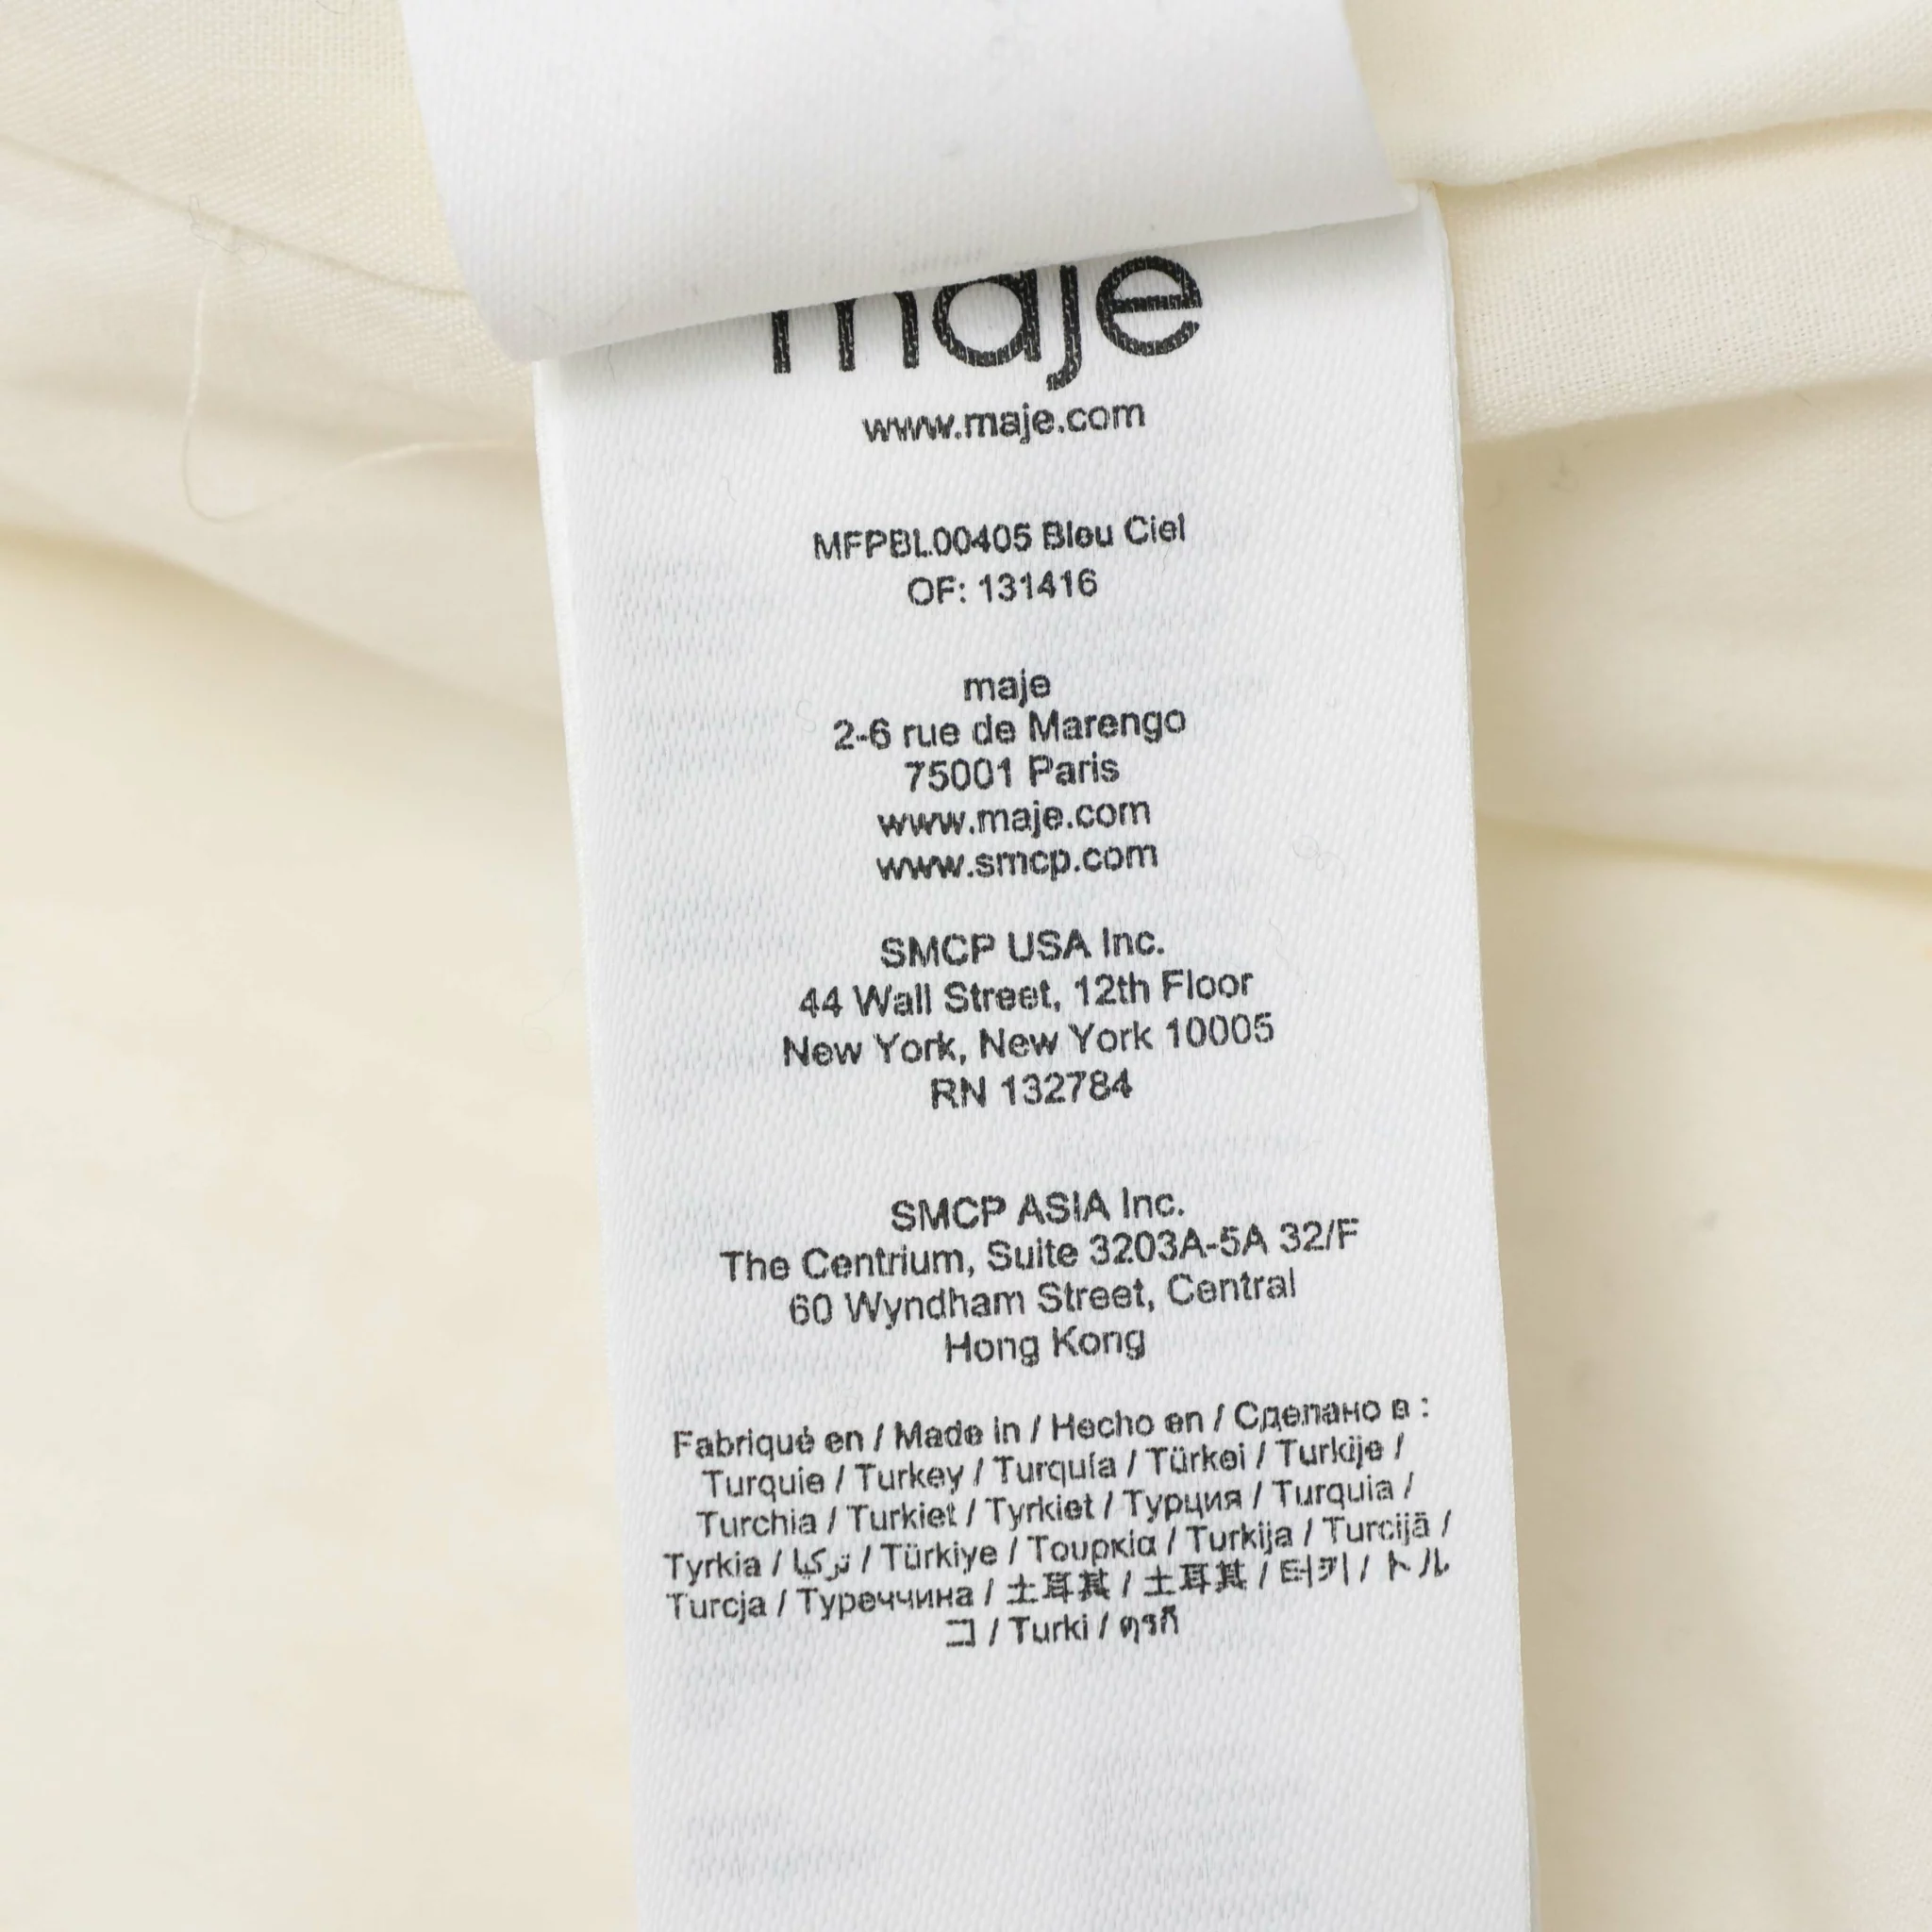 maje
www.maje.com
MFPBL00405 Bleu Ciel
OF: 131416
maje
2-6 rue de Marengo
75001 Paris
www.maje.com
www.smcp.com
SMCP USA Inc.
44 Wall Street, 12th Floor
New York, New York 10005
RN 132784
SMCP ASIA Inc.
The Centrium, Suite 3203A-5A 32/F
60 Wyndham Street, Central
Hong Kong
Fabriqué en / Made in / Hecho en / Сделано в :
Turquie / Turkey / Turquía / Türkei / Turkije /
Turchia / Turkiet / Tyrkiet / Турция / Turquia /
Tyrkia / تركيا / Türkiye / Τουρκία / Turkija / Turcijā /
Turcja / Туреччина / 土耳其 / 土耳其 / 터키 / トル
コ / Turki / ตุรกี